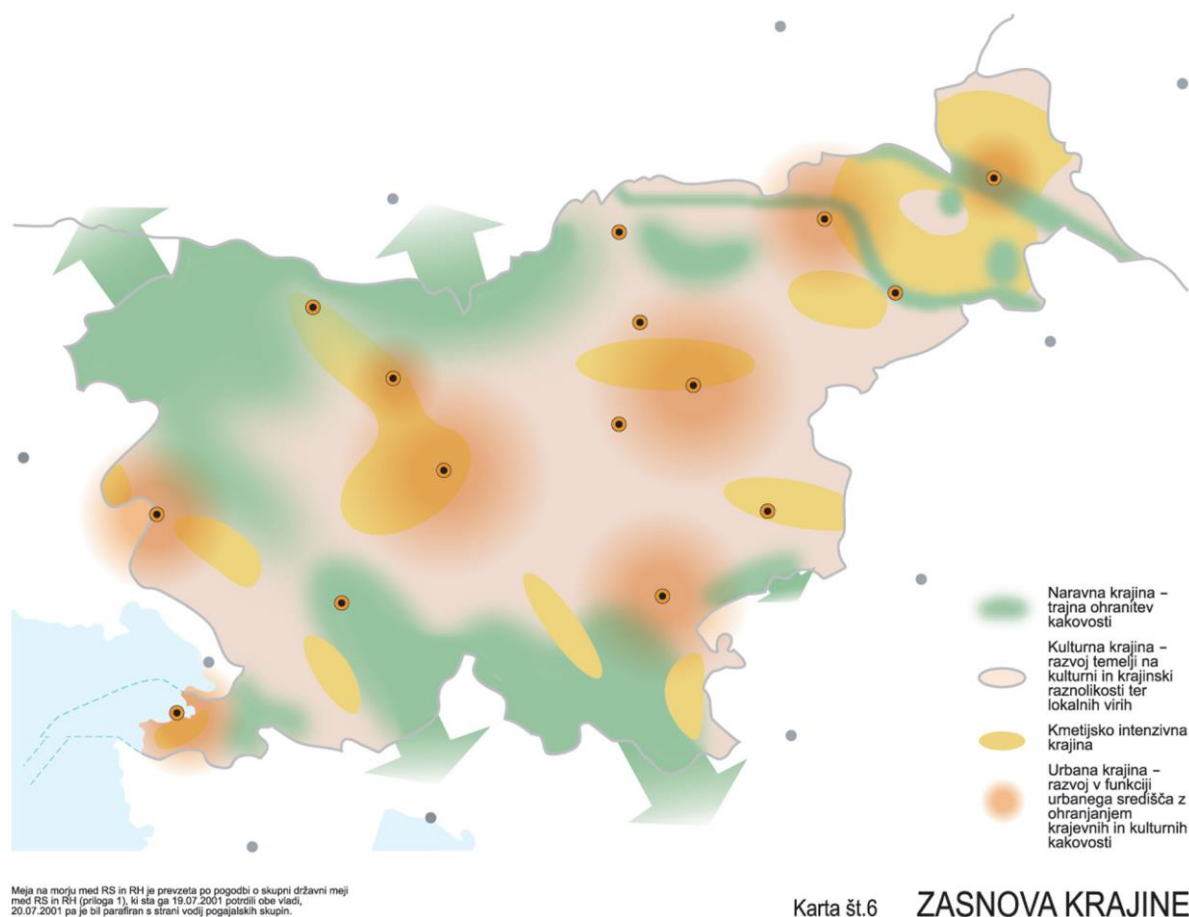 Naravna krajina –
trajna ohranitev
kakovosti
Kulturna krajina –
razvoj temelji na
kulturni in krajinski
raznolikosti ter
lokalnih virih
Kmetijsko intenzivna
krajina
Urbana krajina –
razvoj v funkciji
urbanega središča z
ohranjanjem
krajevnih in kulturnih
kakovosti
Meja na morju med RS in RH je prevzeta po pogodbi o skupni državni meji
med RS in RH (priloga 1), ki sta ga 19.07.2001 potrdili obe vladi,
20.07.2001 pa je bil parafiran s strani vodij pogajalskih skupin.
Karta št.6 ZASNOVA KRAJINE